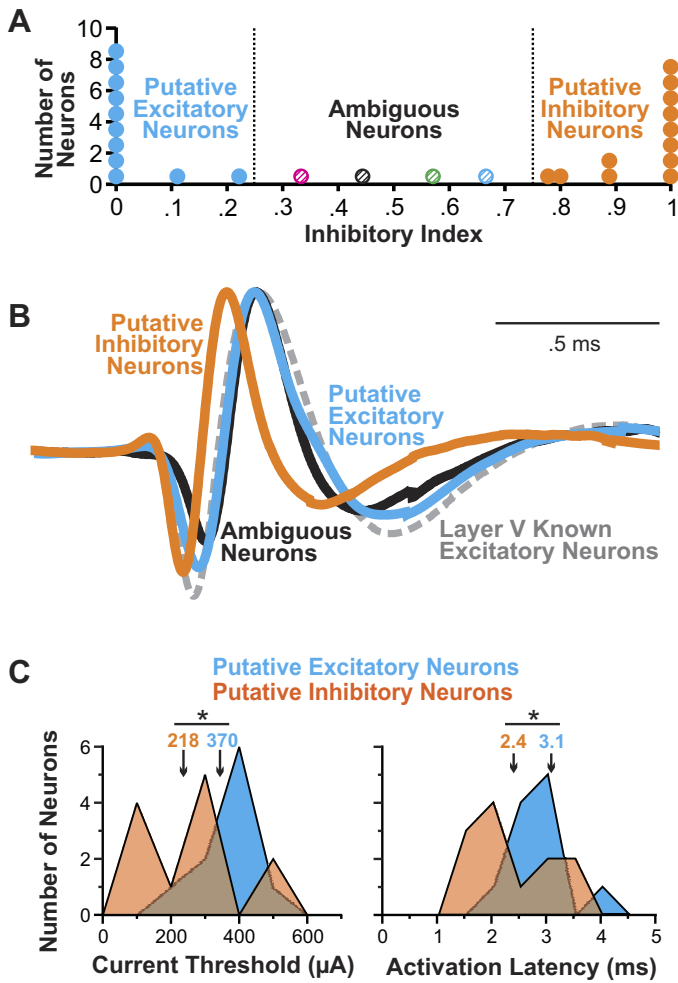 A
Number of
Neurons
10
8
6
4
2
0
Putative
Excitatory
Neurons
Ambiguous
Neurons
Putative
Inhibitory
Neurons
0 .1 .2 .3 .4 .5 .6 .7 .8 .9 1
Inhibitory Index
B
Putative
Inhibitory
Neurons
.5 ms
Putative
Excitatory
Neurons
Ambiguous
Neurons
Layer V Known
Excitatory Neurons
C
Putative Excitatory Neurons
Putative Inhibitory Neurons
Number of Neurons
6
4
2
0
*
218 370
0 200 400 600
Current Threshold (µA)
*
2.4 3.1
0 1 2 3 4 5
Activation Latency (ms)